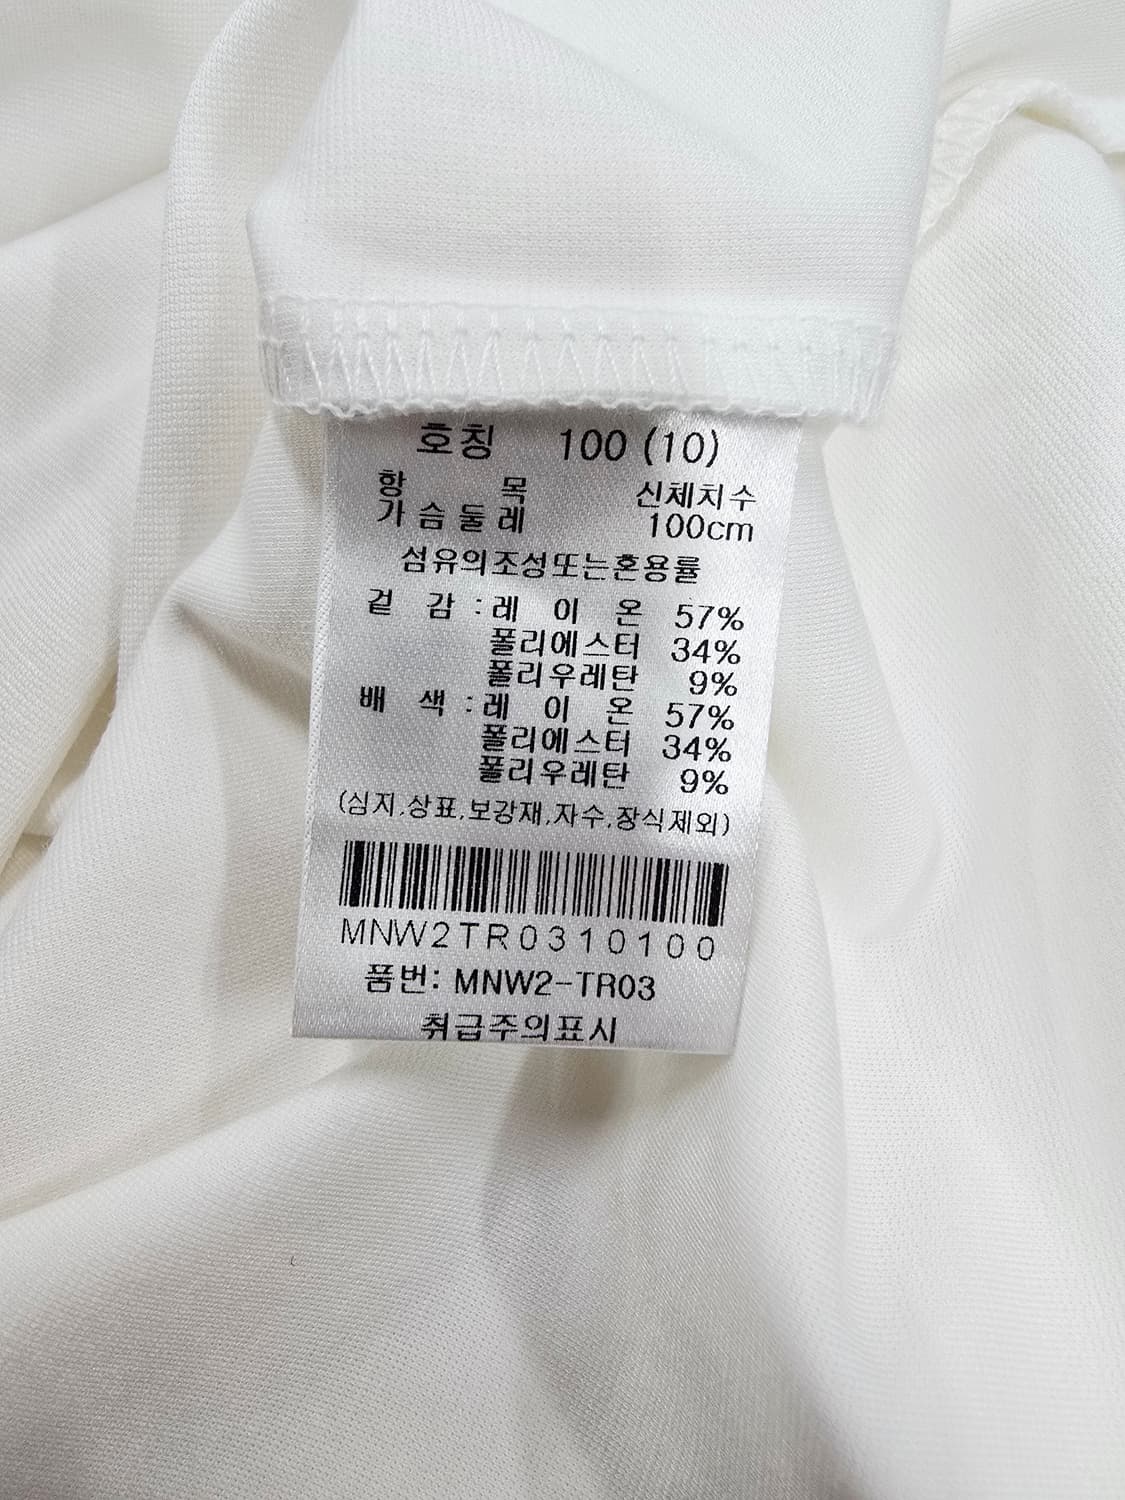 호칭 100 (10)
항 목 신체치수
가 슴 둘 레 100cm
섬유의조성또는혼용률
겉 감 : 레 이 온 57%
폴리에스터 34%
폴리우레탄 9%
배 색 : 레 이 온 57%
폴리에스터 34%
폴리우레탄 9%
(심지,상표,보강재,자수,장식제외)
MNW2TR0310100
품번: MNW2-TR03
취급주의표시